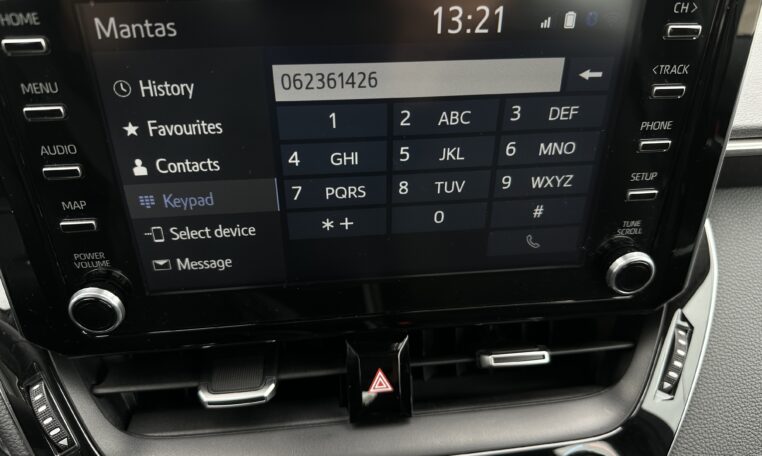 HOME
Mantas
13:21
CH >
MENU
History
062361426
< TRACK
Favourites
1
2 ABC
3 DEF
AUDIO
Contacts
4 GHI
5 JKL
6 MNO
PHONE
MAP
Keypad
7 PQRS
8 TUV
9 WXYZ
SETUP
Select device
* +
0
#
TUNE
SCROLL
POWER
VOLUME
Message